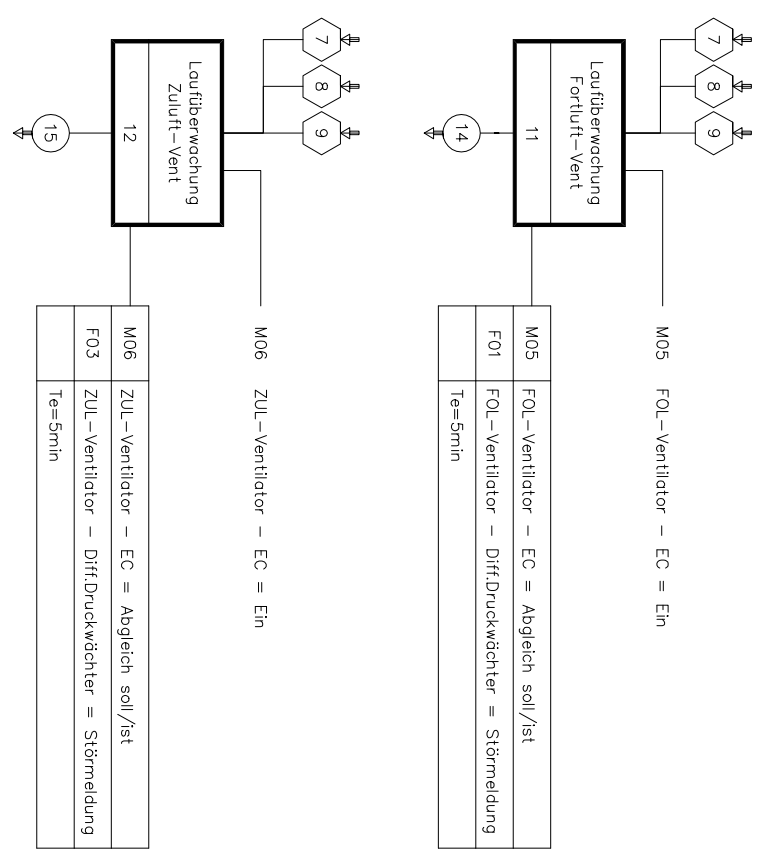 7
8
9
M05 FOL-Ventilator - EC = Ein
Laufüberwachung
Fortluft-Vent
11
M05 FOL-Ventilator - EC = Abgleich soll/ist
F01 FOL-Ventilator - Diff.Druckwächter = Störmeldung
Te=5min
14
7
8
9
M06 ZUL-Ventilator - EC = Ein
Laufüberwachung
Zuluft-Vent
12
M06 ZUL-Ventilator - EC = Abgleich soll/ist
F03 ZUL-Ventilator - Diff.Druckwächter = Störmeldung
Te=5min
15